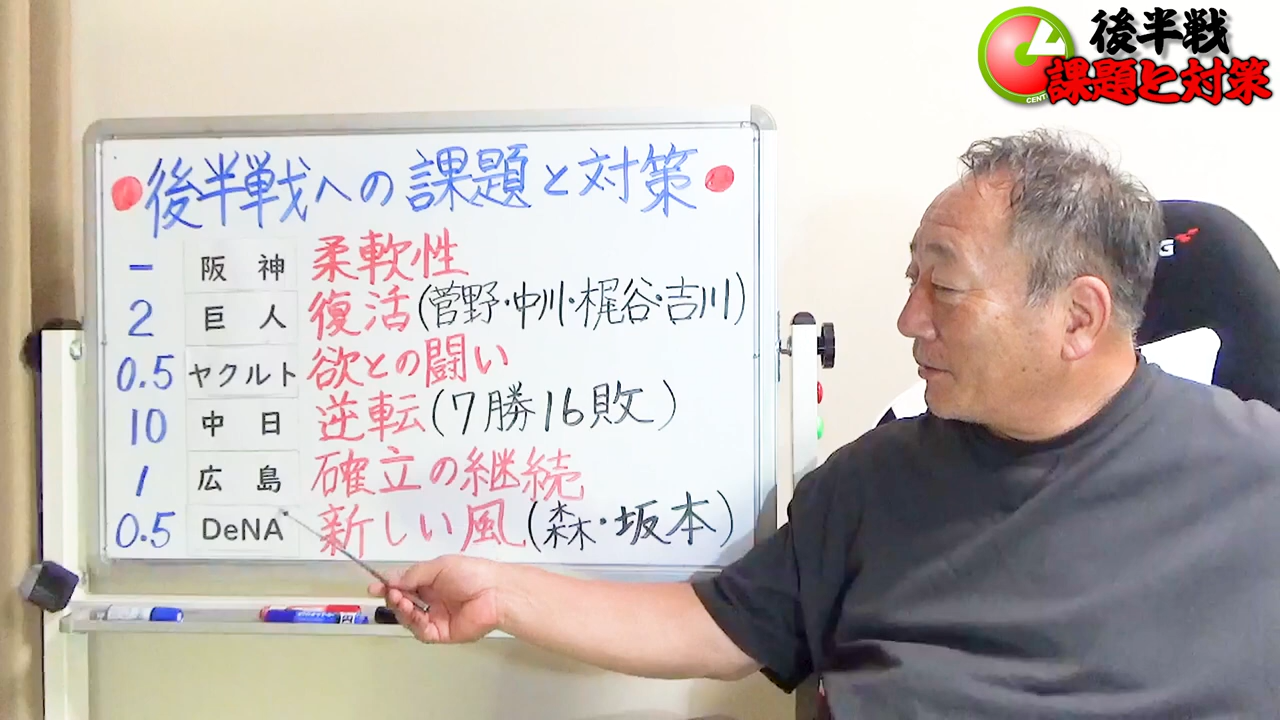 後半戦
課題と対策
CENT
G
●後半戦への課題と対策●
− 阪神 柔軟性
2 巨人 復活(菅野・中川・梶谷・吉川)
0.5 ヤクルト 欲との闘い
10 中日 逆転(7勝16敗)
1 広島 確立の継続
0.5 DeNA 新しい風(森・坂本)